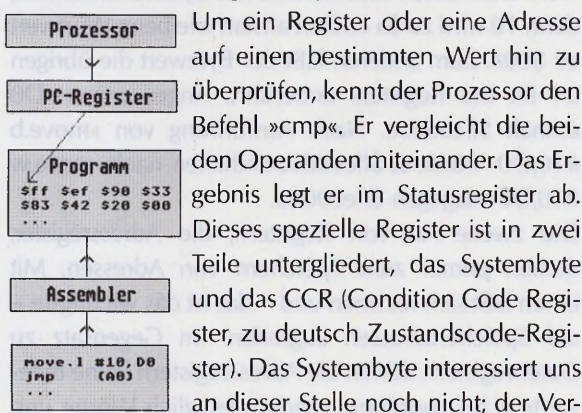 Prozessor
PC-Register
Programm
$ff $ef $90 $33
$83 $42 $20 $00
...
Assembler
move.l #10,D0
jmp (A0)
...
Um ein Register oder eine Adresse
auf einen bestimmten Wert hin zu
überprüfen, kennt der Prozessor den
Befehl »cmp«. Er vergleicht die bei-
den Operanden miteinander. Das Er-
gebnis legt er im Statusregister ab.
Dieses spezielle Register ist in zwei
Teile untergliedert, das Systembyte
und das CCR (Condition Code Regi-
ster, zu deutsch Zustandscode-Regi-
ster). Das Systembyte interessiert uns
an dieser Stelle noch nicht; der Ver-